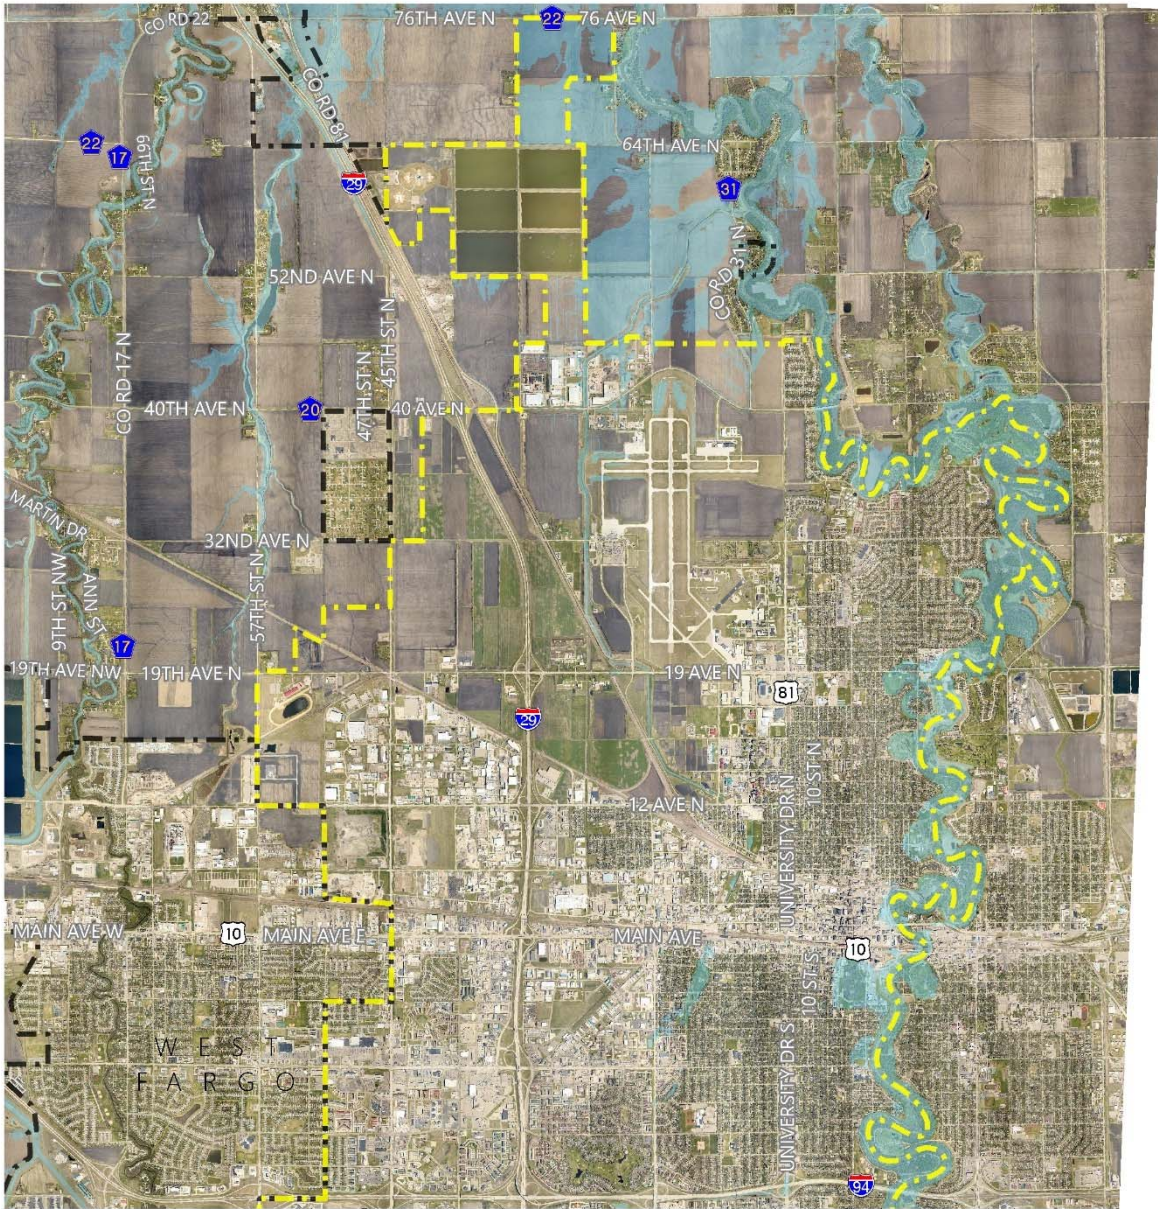 CO RD 22
76TH AVE N
22
76 AVE N
CO RD 81
22
17
66TH ST N
64TH AVE N
29
31
52ND AVE N
45TH ST N
CO RD 31 N
CO RD 17 N
47TH ST N
40TH AVE N
20
40 AVE N
MARTIN DR
32ND AVE N
9TH ST NW
57TH ST N
17
19TH AVE NW
19TH AVE N
19 AVE N
81
29
UNIVERSITY DR N
10 ST N
12 AVE N
MAIN AVE W
10
MAIN AVE E
MAIN AVE
10
10 ST S
UNIVERSITY DR S
WEST
FARGO
94